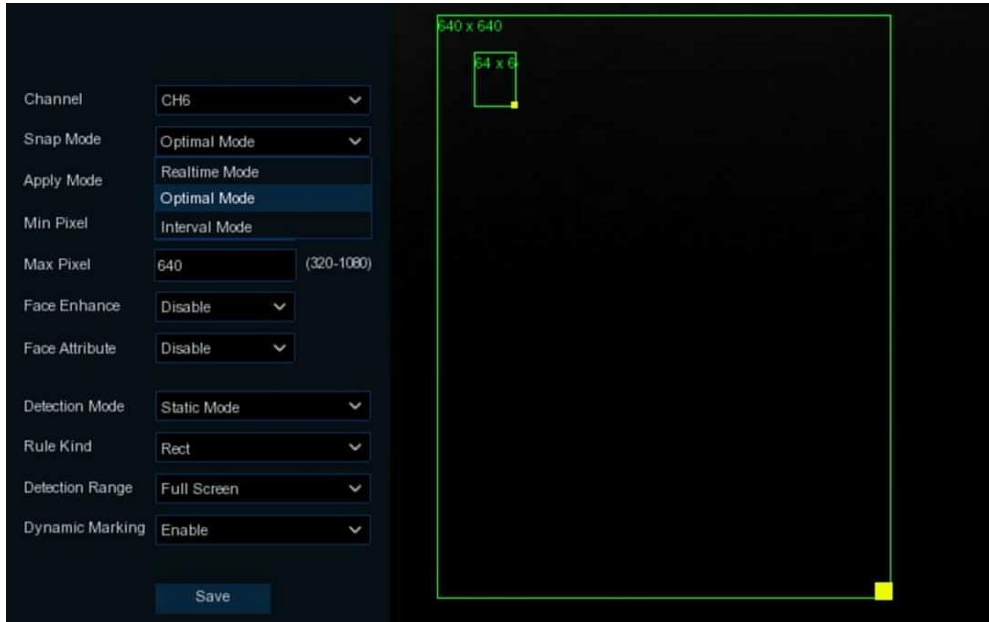 Channel CH6
Snap Mode Optimal Mode
Realtime Mode
Apply Mode
Optimal Mode
Min Pixel
Interval Mode
Max Pixel 640 (320-1080)
Face Enhance Disable
Face Attribute Disable
Detection Mode Static Mode
Rule Kind Rect
Detection Range Full Screen
Dynamic Marking Enable
Save
640 x 640
64 x 6